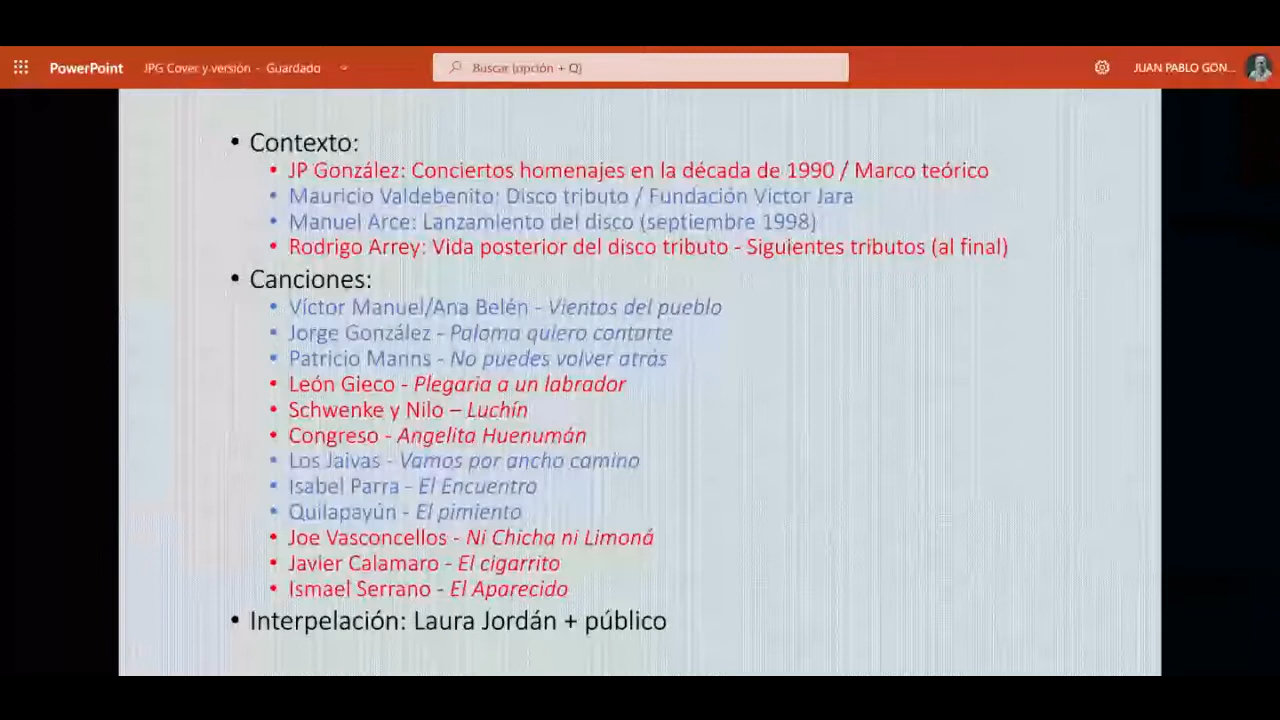 PowerPoint JPG Cover y versión - Guardado Buscar (opción + Q) JUAN PABLO GON...
• Contexto:
• JP González: Conciertos homenajes en la década de 1990 / Marco teórico
• Mauricio Valdebenito: Disco tributo / Fundación Victor Jara
• Manuel Arce: Lanzamiento del disco (septiembre 1998)
• Rodrigo Arrey: Vida posterior del disco tributo - Siguientes tributos (al final)
• Canciones:
• Víctor Manuel/Ana Belén - Vientos del pueblo
• Jorge González - Paloma quiero contarte
• Patricio Manns - No puedes volver atrás
• León Gieco - Plegaria a un labrador
• Schwenke y Nilo – Luchín
• Congreso - Angelita Huenumán
• Los Jaivas - Vamos por ancho camino
• Isabel Parra - El Encuentro
• Quilapayún - El pimiento
• Joe Vasconcellos - Ni Chicha ni Limoná
• Javier Calamaro - El cigarrito
• Ismael Serrano - El Aparecido
• Interpelación: Laura Jordán + público